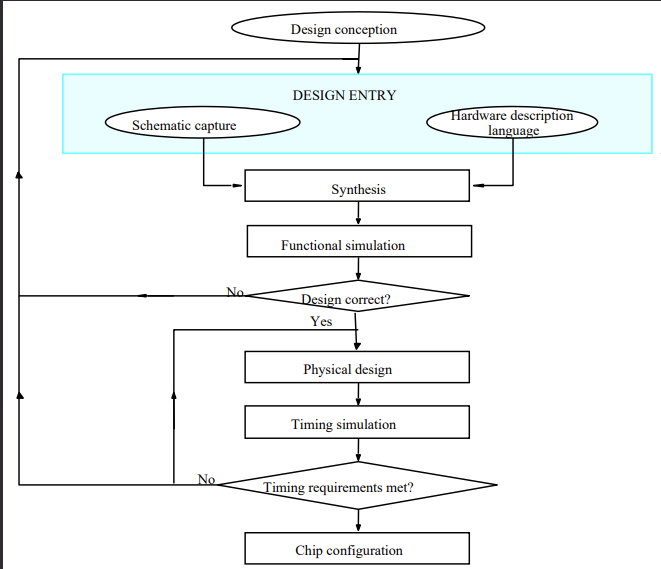 Design conception
DESIGN ENTRY
Schematic capture
Hardware description
language
Synthesis
Functional simulation
No
Design correct?
Yes
Physical design
Timing simulation
No
Timing requirements met?
Chip configuration